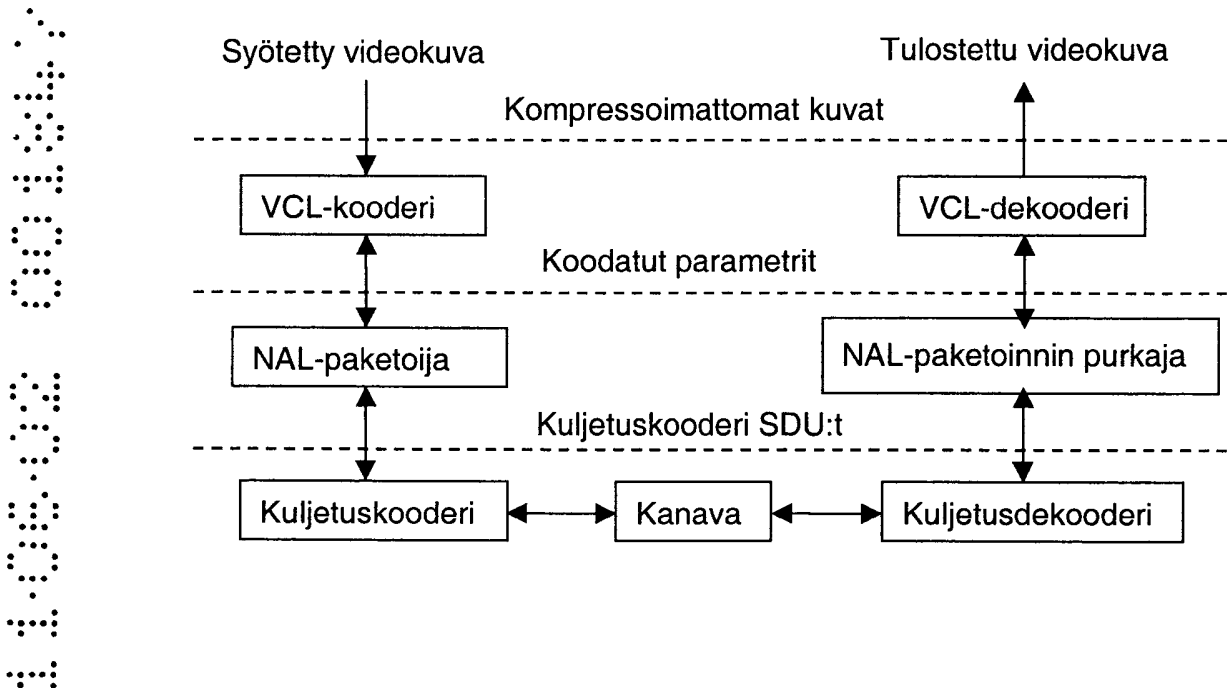 Syötetty videokuva
Tulostettu videokuva
Kompressoimattomat kuvat
VCL-kooderi
VCL-dekooderi
Koodatut parametrit
NAL-paketoija
NAL-paketoinnin purkaja
Kuljetuskooderi SDU:t
Kuljetuskooderi
Kanava
Kuljetusdekooderi